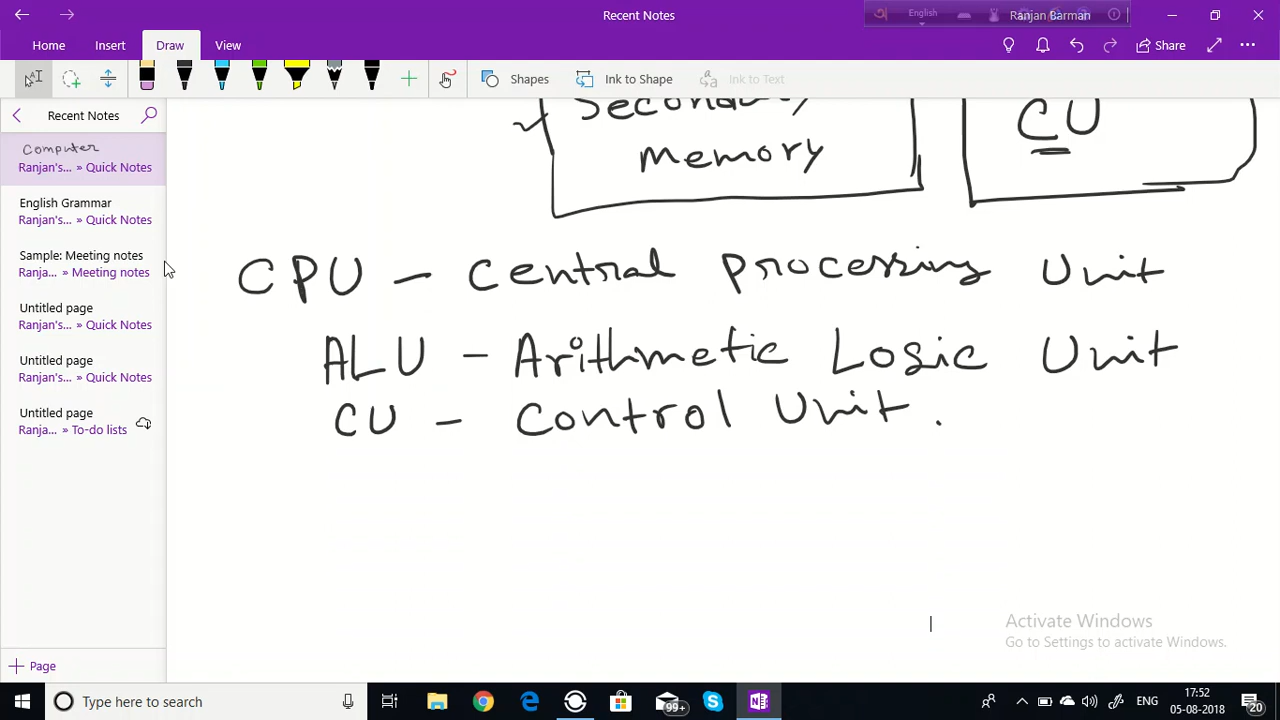 Recent Notes
English
Ranjan Barman
Home Insert Draw View
Share
Shapes Ink to Shape Ink to Text
Recent Notes
Computer
Ranjan's... » Quick Notes
English Grammar
Ranjan's... » Quick Notes
Sample: Meeting notes
Ranja... » Meeting notes
Untitled page
Ranjan's... » Quick Notes
Untitled page
Ranjan's... » Quick Notes
Untitled page
Ranja... » To-do lists
Page
Secondary
Memory
CU
CPU - Central Processing Unit
ALU - Arithmetic Logic Unit
CU - Control Unit.
Activate Windows
Go to Settings to activate Windows.
Type here to search
99+
ENG
17:52
05-08-2018
20